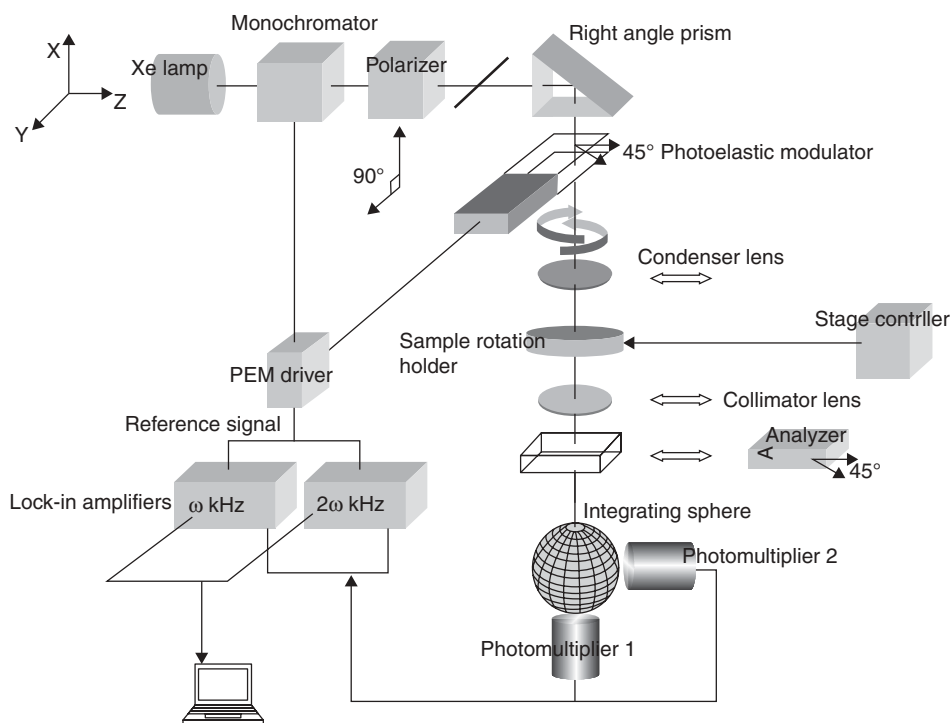 Monochromator
Right angle prism
X
Xe lamp
Polarizer
Z
Y
45° Photoelastic modulator
90°
Condenser lens
Stage contrller
Sample rotation
holder
PEM driver
Collimator lens
Reference signal
Analyzer
A
45°
Lock-in amplifiers
ω kHz
2ω kHz
Integrating sphere
Photomultiplier 2
Photomultiplier 1